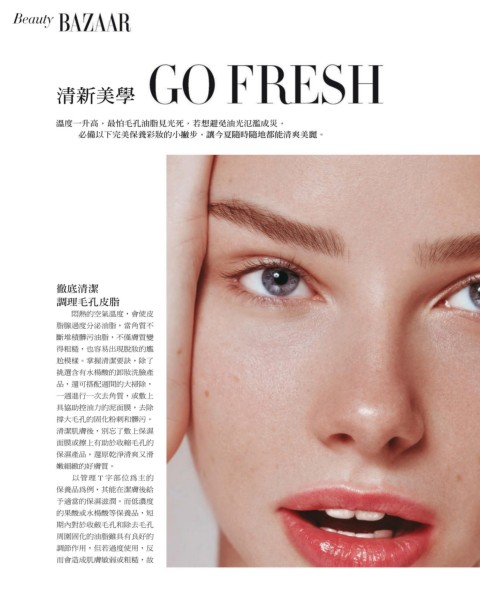 Beauty BAZAAR
清新美學 GO FRESH
溫度一升高，最怕毛孔油脂見光死，若想避免油光氾濫成災，
必備以下完美保養彩妝的小撇步，讓今夏隨時隨地都能清爽美麗。
徹底清潔
調理毛孔皮脂
悶熱的空氣溫度，會使皮
脂腺過度分泌油脂，當角質不
斷堆積髒污油脂，不僅膚質變
得粗糙，也容易出現脫妝的尷
尬模樣。掌握清潔要訣，除了
挑選含有水楊酸的卸妝洗臉產
品，還可搭配週間的大掃除，
一週進行一次去角質，或敷上
具協助控油力的泥面膜，去除
撐大毛孔的固化粉刺和髒污。
清潔肌膚後，別忘了敷上保濕
面膜或擦上有助於收縮毛孔的
保濕產品，還原乾淨清爽又滑
嫩細緻的好膚質。
以管理 T 字部位為主的
保養品為例，其能在潔膚後給
予適當的保濕滋潤，而低濃度
的果酸或水楊酸等保養品，短
期內對於收斂毛孔和除去毛孔
周圍固化的油脂雖具有良好的
調節作用，但若過度使用，反
而會造成肌膚敏弱或粗糙，故